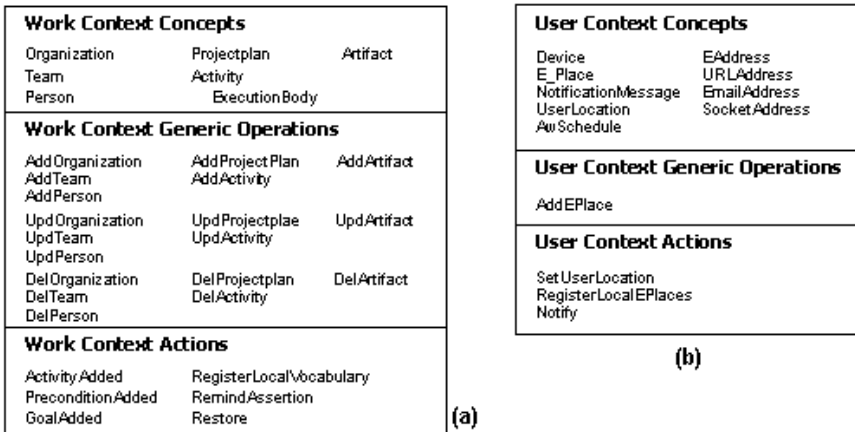 Work Context Concepts
Organization Projectplan Artifact
Team Activity
Person ExecutionBody
Work Context Generic Operations
AddOrganization AddProjectPlan AddArtifact
AddTeam AddActivity
AddPerson
UpdOrganization UpdProjectplae UpdArtifact
UpdTeam UpdActivity
UpdPerson
DelOrganization DelProjectplan DelArtifact
DelTeam DelActivity
DelPerson
Work Context Actions
ActivityAdded RegisterLocalVocabulary
PreconditionAdded RemindAssertion
GoalAdded Restore
(a)
User Context Concepts
Device EAddress
E_Place URLAddress
NotificationMessage EmailAddress
UserLocation SocketAddress
AwSchedule
User Context Generic Operations
AddEPlace
User Context Actions
SetUserLocation
RegisterLocalEPlaces
Notify
(b)